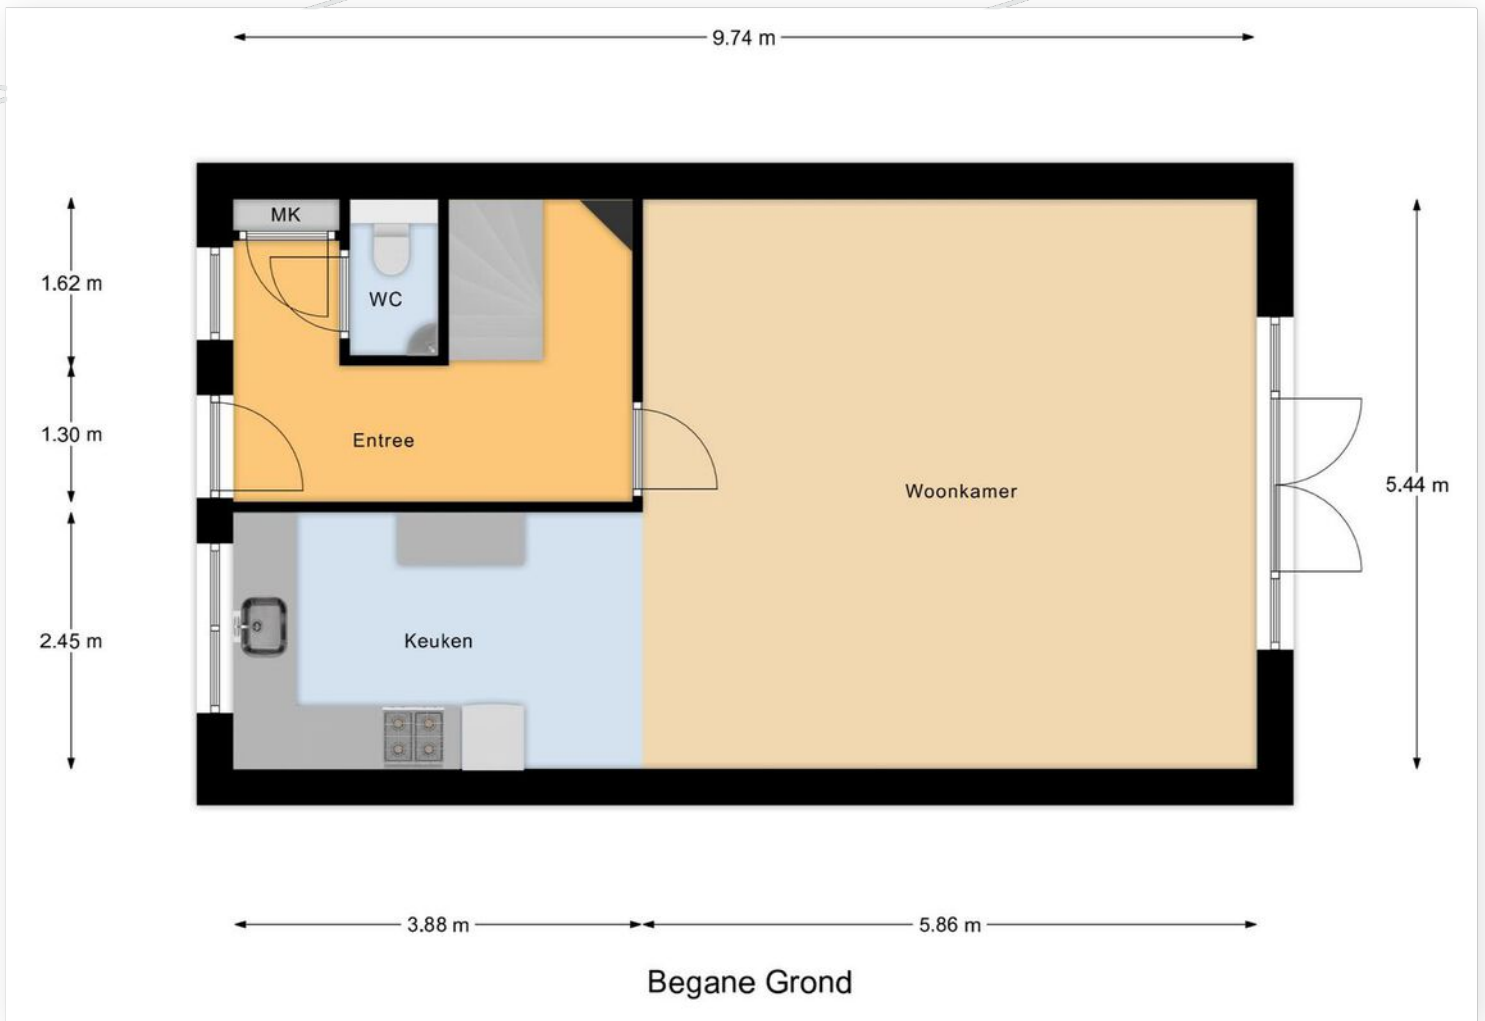 9.74 m
MK
1.62 m
WC
1.30 m
Entree
Woonkamer
5.44 m
2.45 m
Keuken
3.88 m
5.86 m
Begane Grond